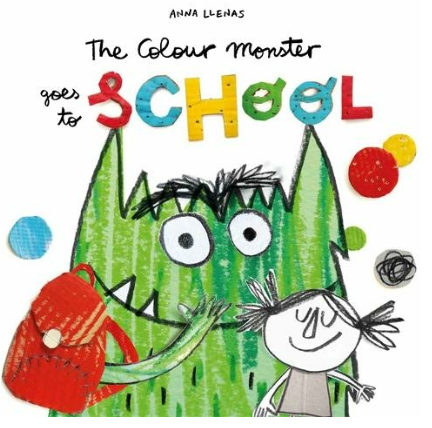 ANNA LLENAS
The Colour Monster
goes to SCHOOL